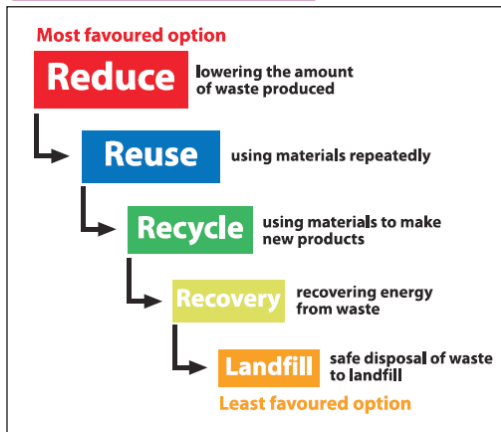 Most favoured option
Reduce
lowering the amount
of waste produced
Reuse
using materials repeatedly
Recycle
using materials to make
new products
Recovery
recovering energy
from waste
Landfill
safe disposal of waste
to landfill
Least favoured option